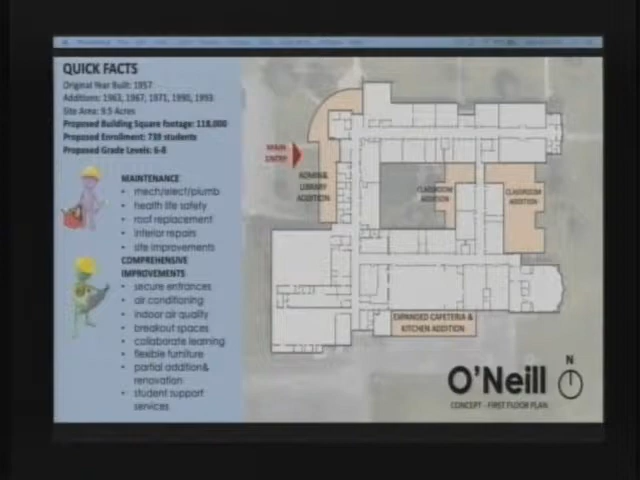 QUICK FACTS
Original Year Built: 1957
Additions: 1963, 1967, 1971, 1990, 1993
Site Area: 9.5 Acres
Proposed Building Square footage: 118,000
Proposed Enrollment: 739 students
Proposed Grade Levels: 6-8
MAINTENANCE
• mech/elect/plumb
• health life safety
• roof replacement
• interior repairs
• site improvements
COMPREHENSIVE
IMPROVEMENTS
• secure entrances
• air conditioning
• indoor air quality
• breakout spaces
• collaborate learning
• flexible furniture
• partial addition&
renovation
• student support
services
MAIN
ENTRY
ADMIN&
LIBRARY
ADDITION
CLASSROOM
ADDITION
CLASSROOM
ADDITION
EXPANDED CAFETERIA &
KITCHEN ADDITION
O'Neill
CONCEPT - FIRST FLOOR PLAN
N